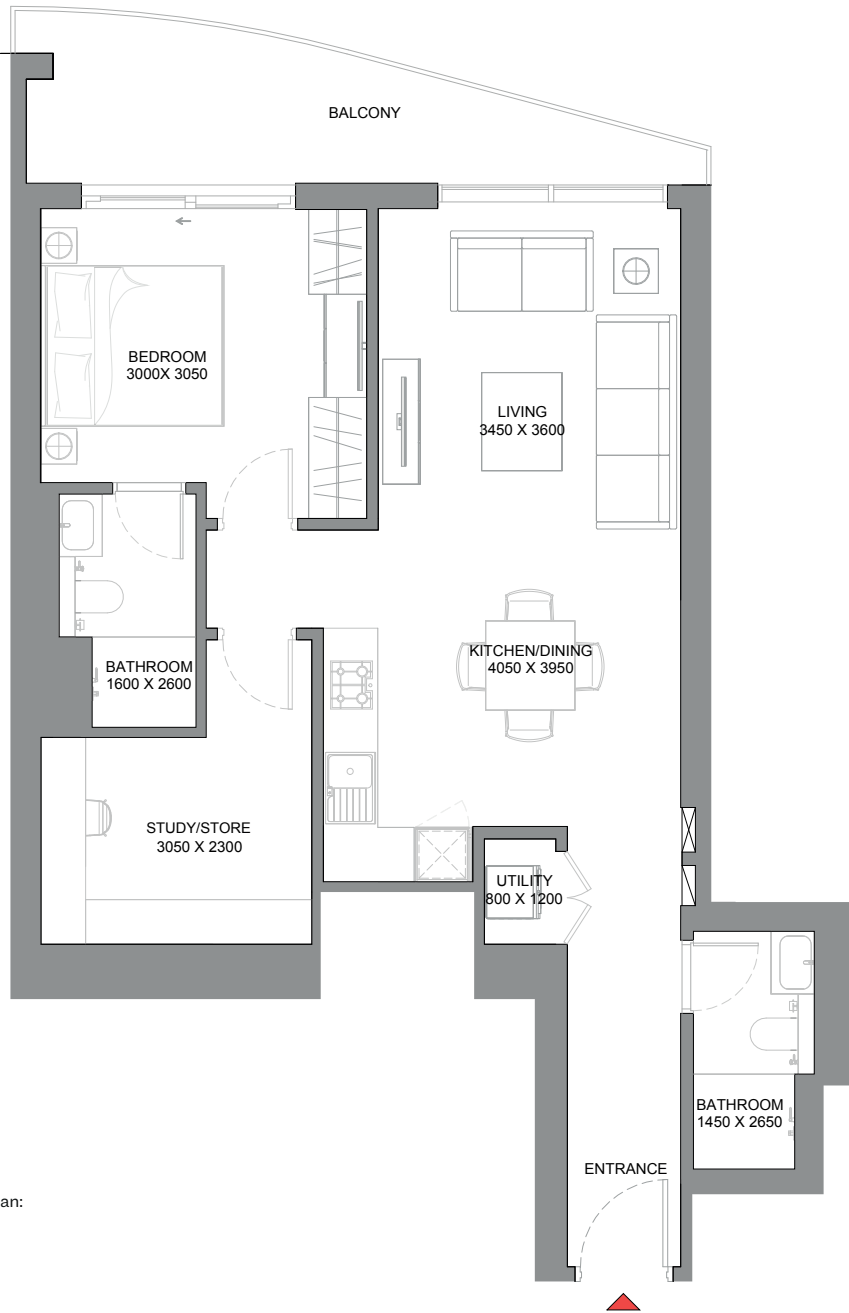 BALCONY
BEDROOM
3000X 3050
LIVING
3450 X 3600
KITCHEN/DINING
4050 X 3950
BATHROOM
1600 X 2600
STUDY/STORE
3050 X 2300
UTILITY
800 X 1200
BATHROOM
1450 X 2650
ENTRANCE
an: